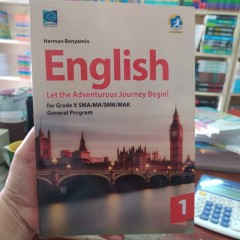 Herman Benyamin
English
Let the Adventurous Journey Begin!
for Grade X SMA/MA/SMK/MAK
General Program
1